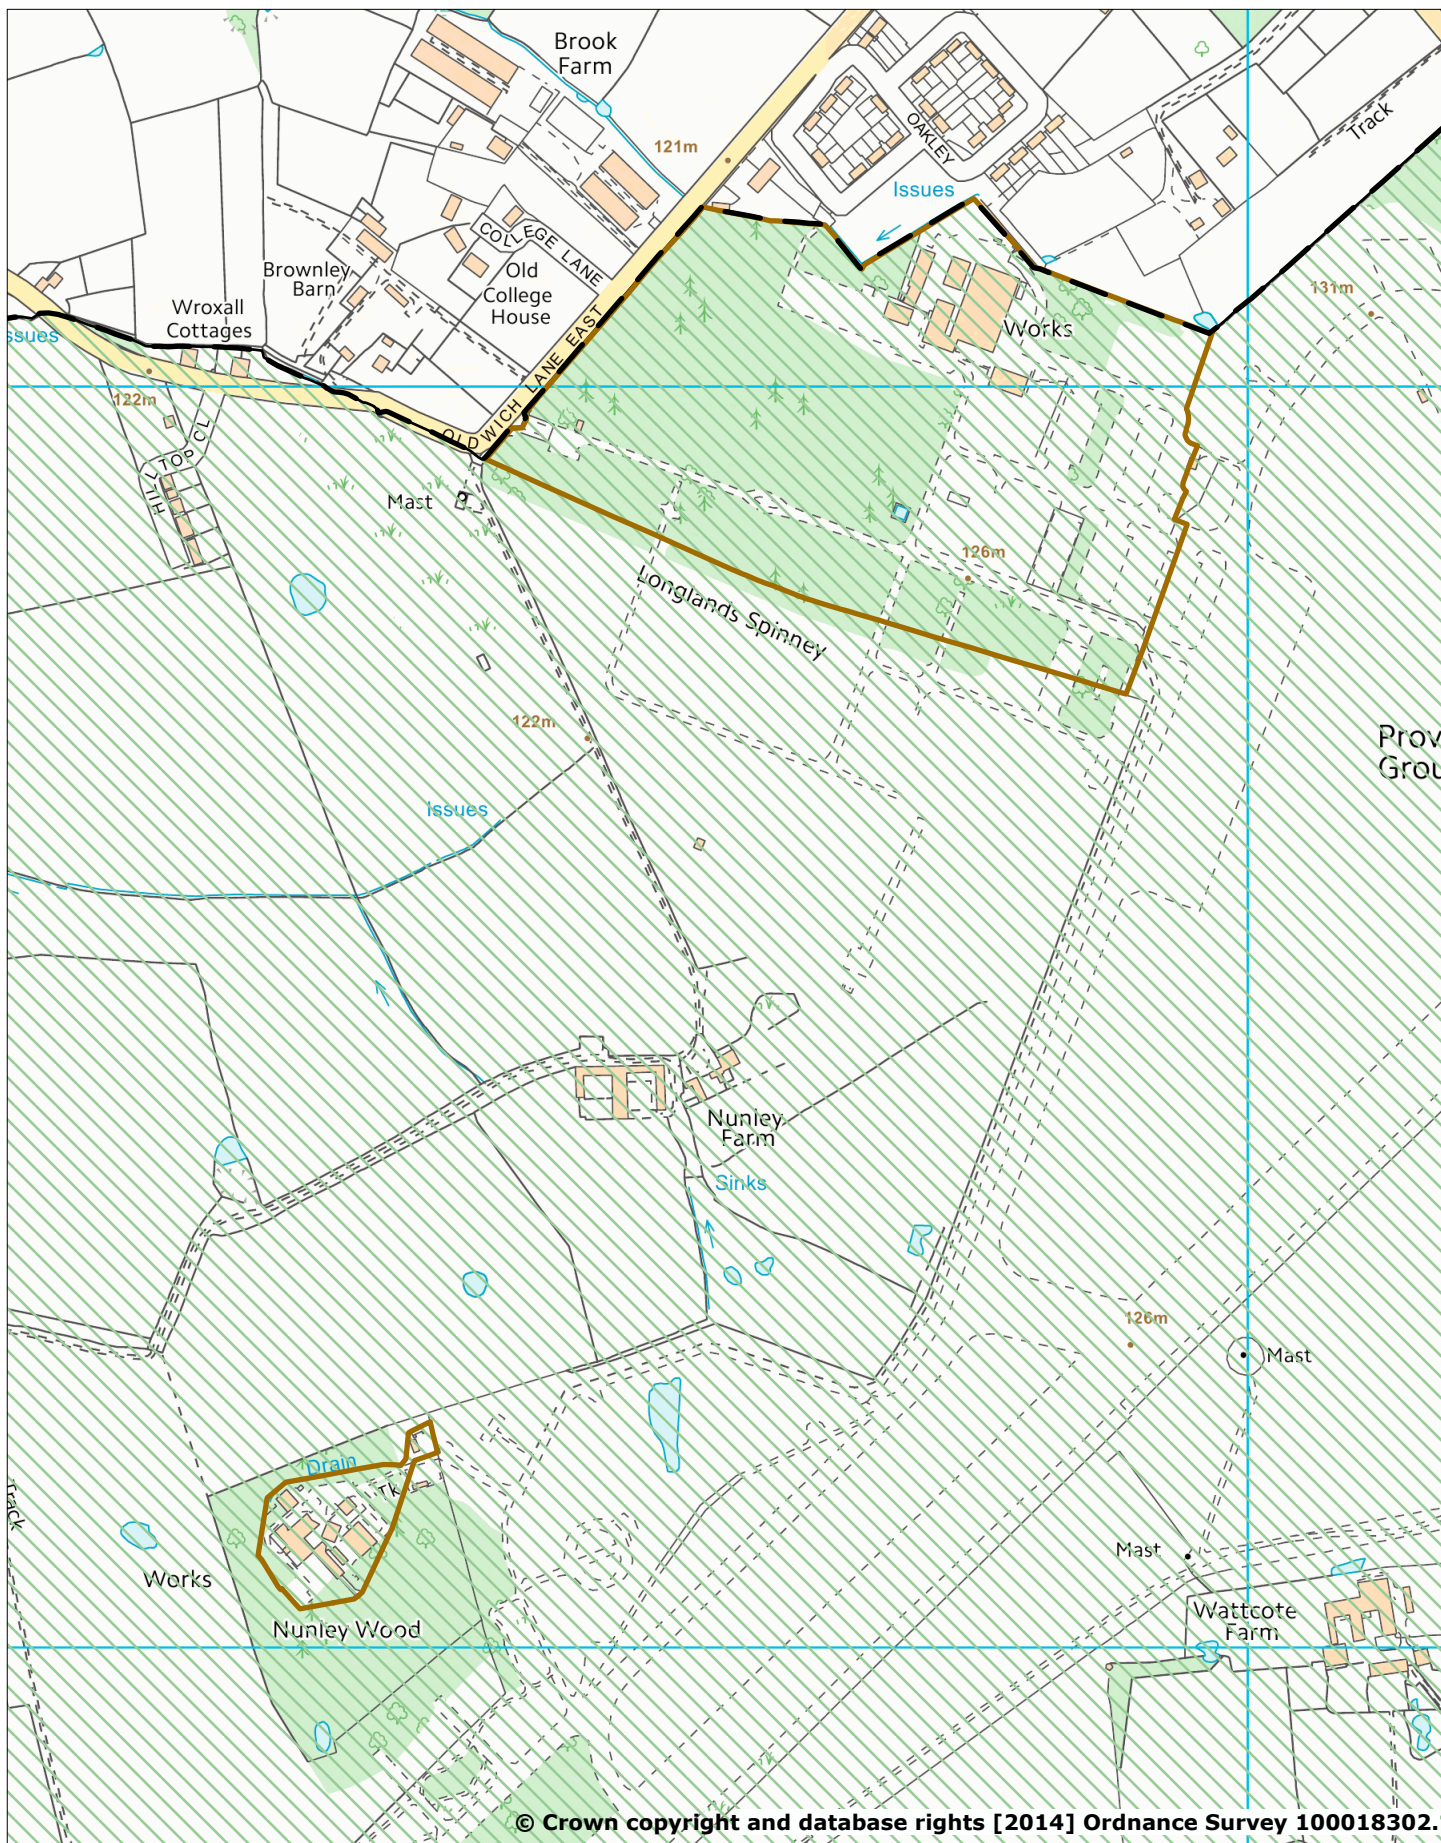 Brook
Farm
121m
OAKLEY
Track
Issues
COLLEGE LANE
Brownley
Barn
Old
College
House
Wroxall
Cottages
131m
Works
122m
OLDWICH LANE EAST
HILL TOP CL
Mast
126m
Longlands Spinney
122m
Issues
Nunley
Farm
Sinks
126m
Mast
Drain
Tk
Track
Mast
Works
Wattcote
Farm
Nunley Wood
© Crown copyright and database rights [2014] Ordnance Survey 100018302.